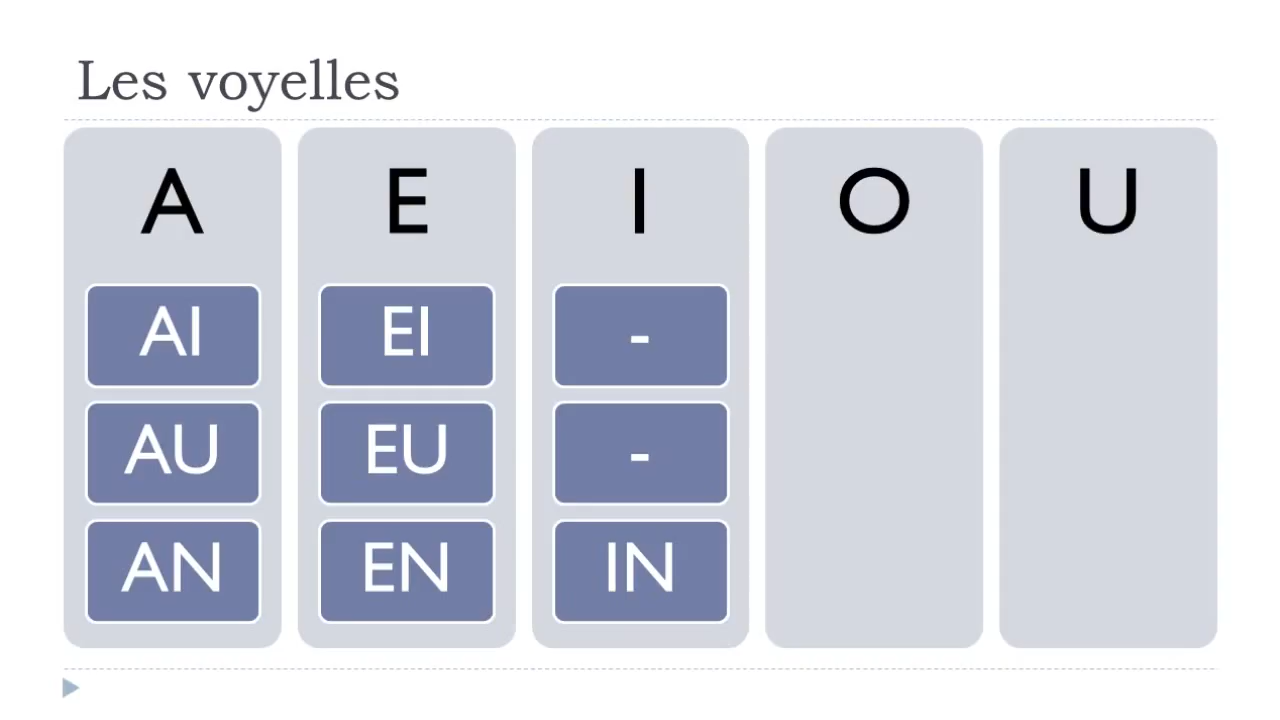 Les voyelles
A E I O U
AI EI -
AU EU -
AN EN IN